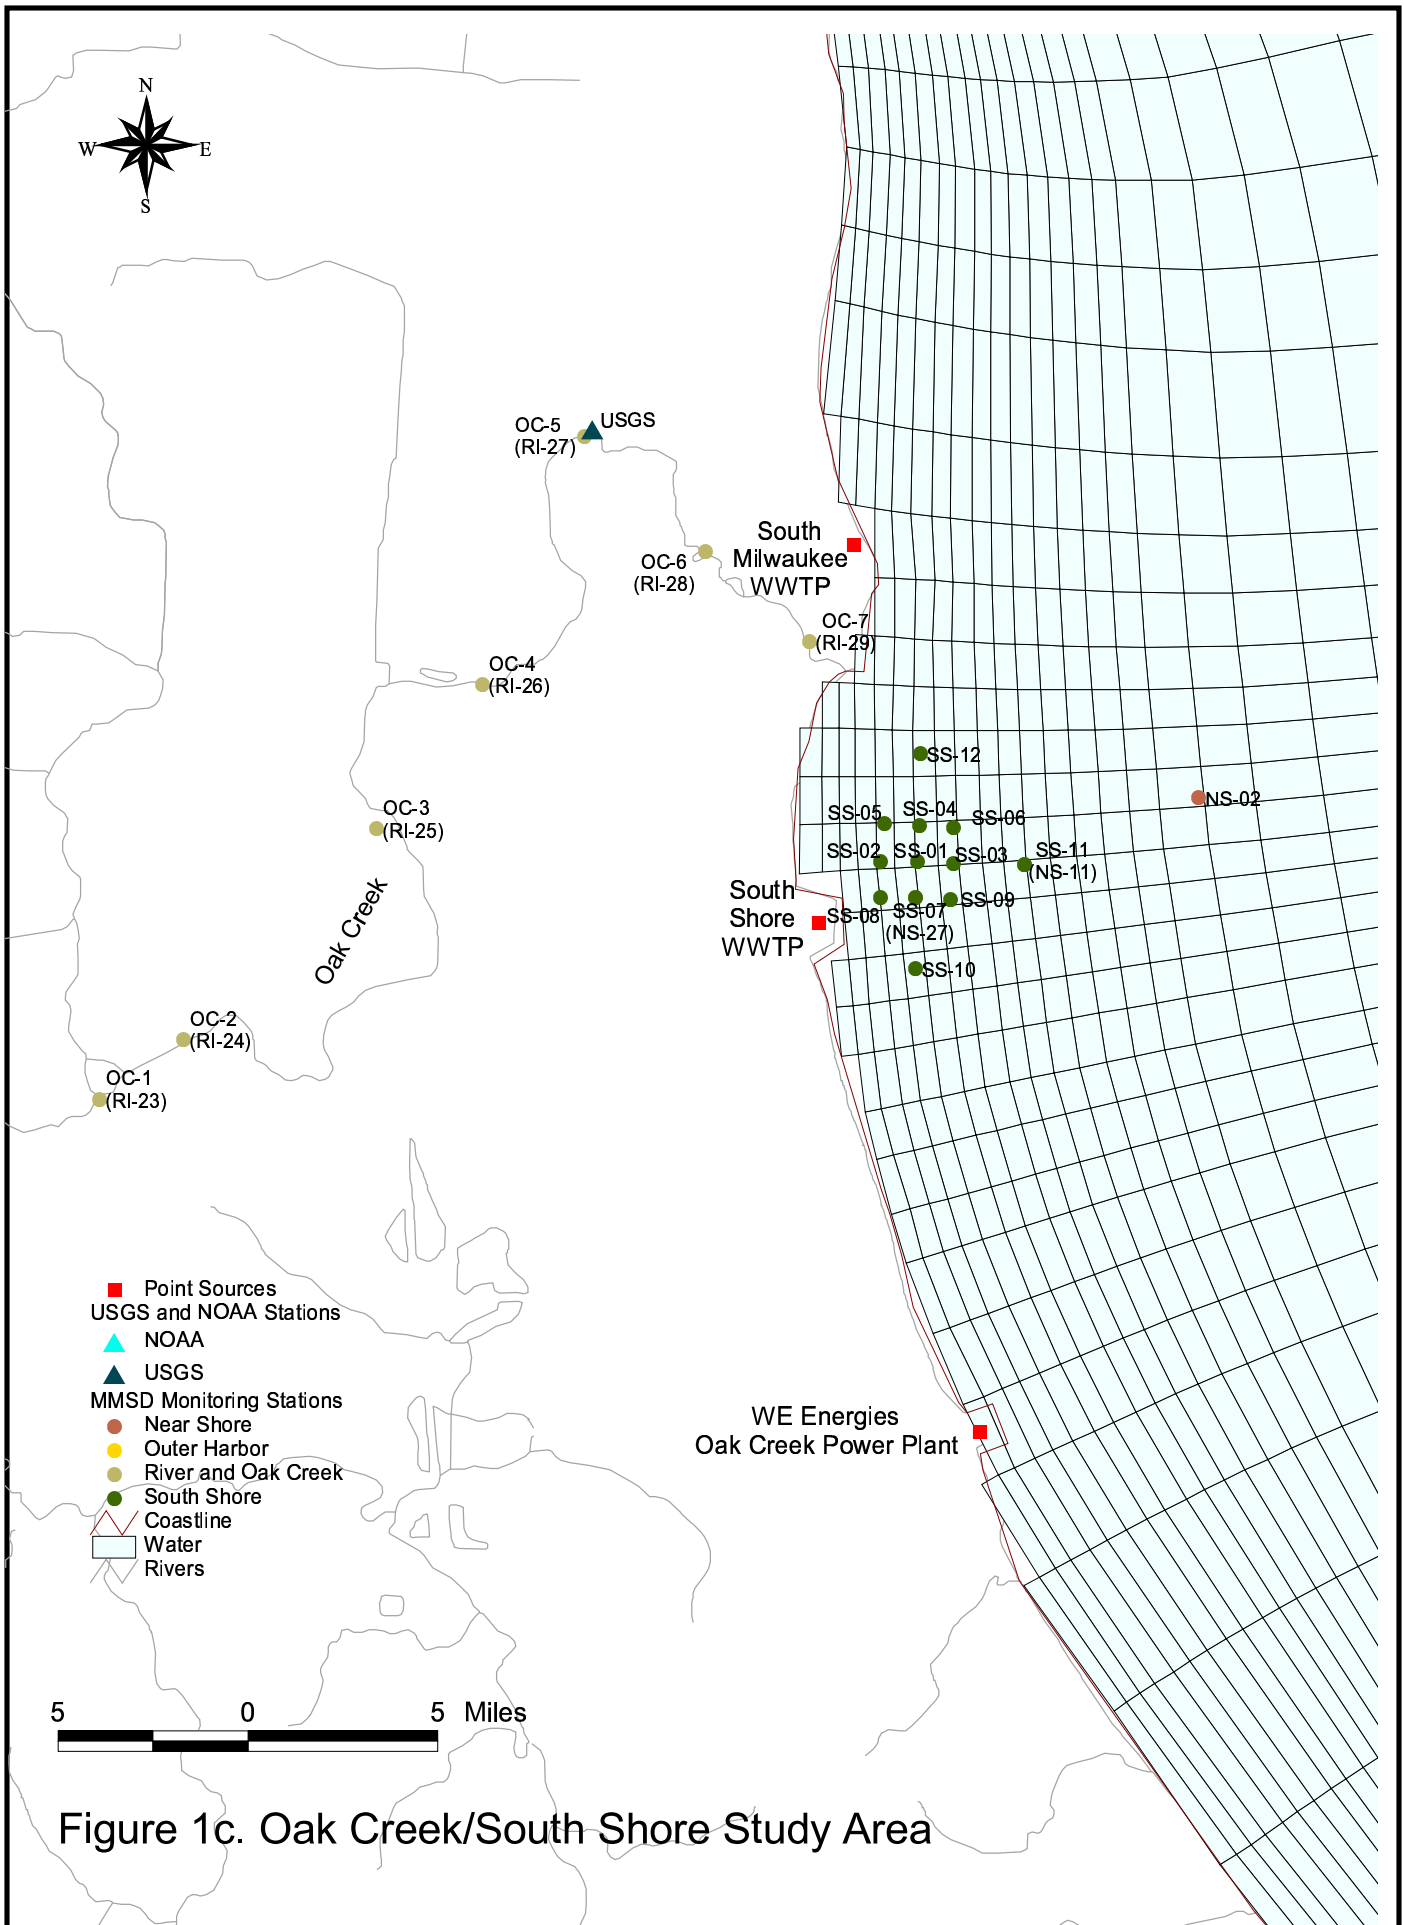 N
W
E
S
OC-5
(RI-27)
USGS
South
Milwaukee
WWTP
OC-6
(RI-28)
OC-7
(RI-29)
OC-4
(RI-26)
SS-12
NS-02
OC-3
(RI-25)
SS-05
SS-04
SS-06
SS-02
SS-01
SS-03
SS-11
(NS-11)
South
Shore
WWTP
SS-08
SS-07
(NS-27)
SS-09
SS-10
Oak Creek
OC-2
(RI-24)
OC-1
(RI-23)
Point Sources
USGS and NOAA Stations
NOAA
USGS
MMSD Monitoring Stations
Near Shore
Outer Harbor
River and Oak Creek
South Shore
Coastline
Water
Rivers
WE Energies
Oak Creek Power Plant
5 0 5 Miles
Figure 1c. Oak Creek/South Shore Study Area